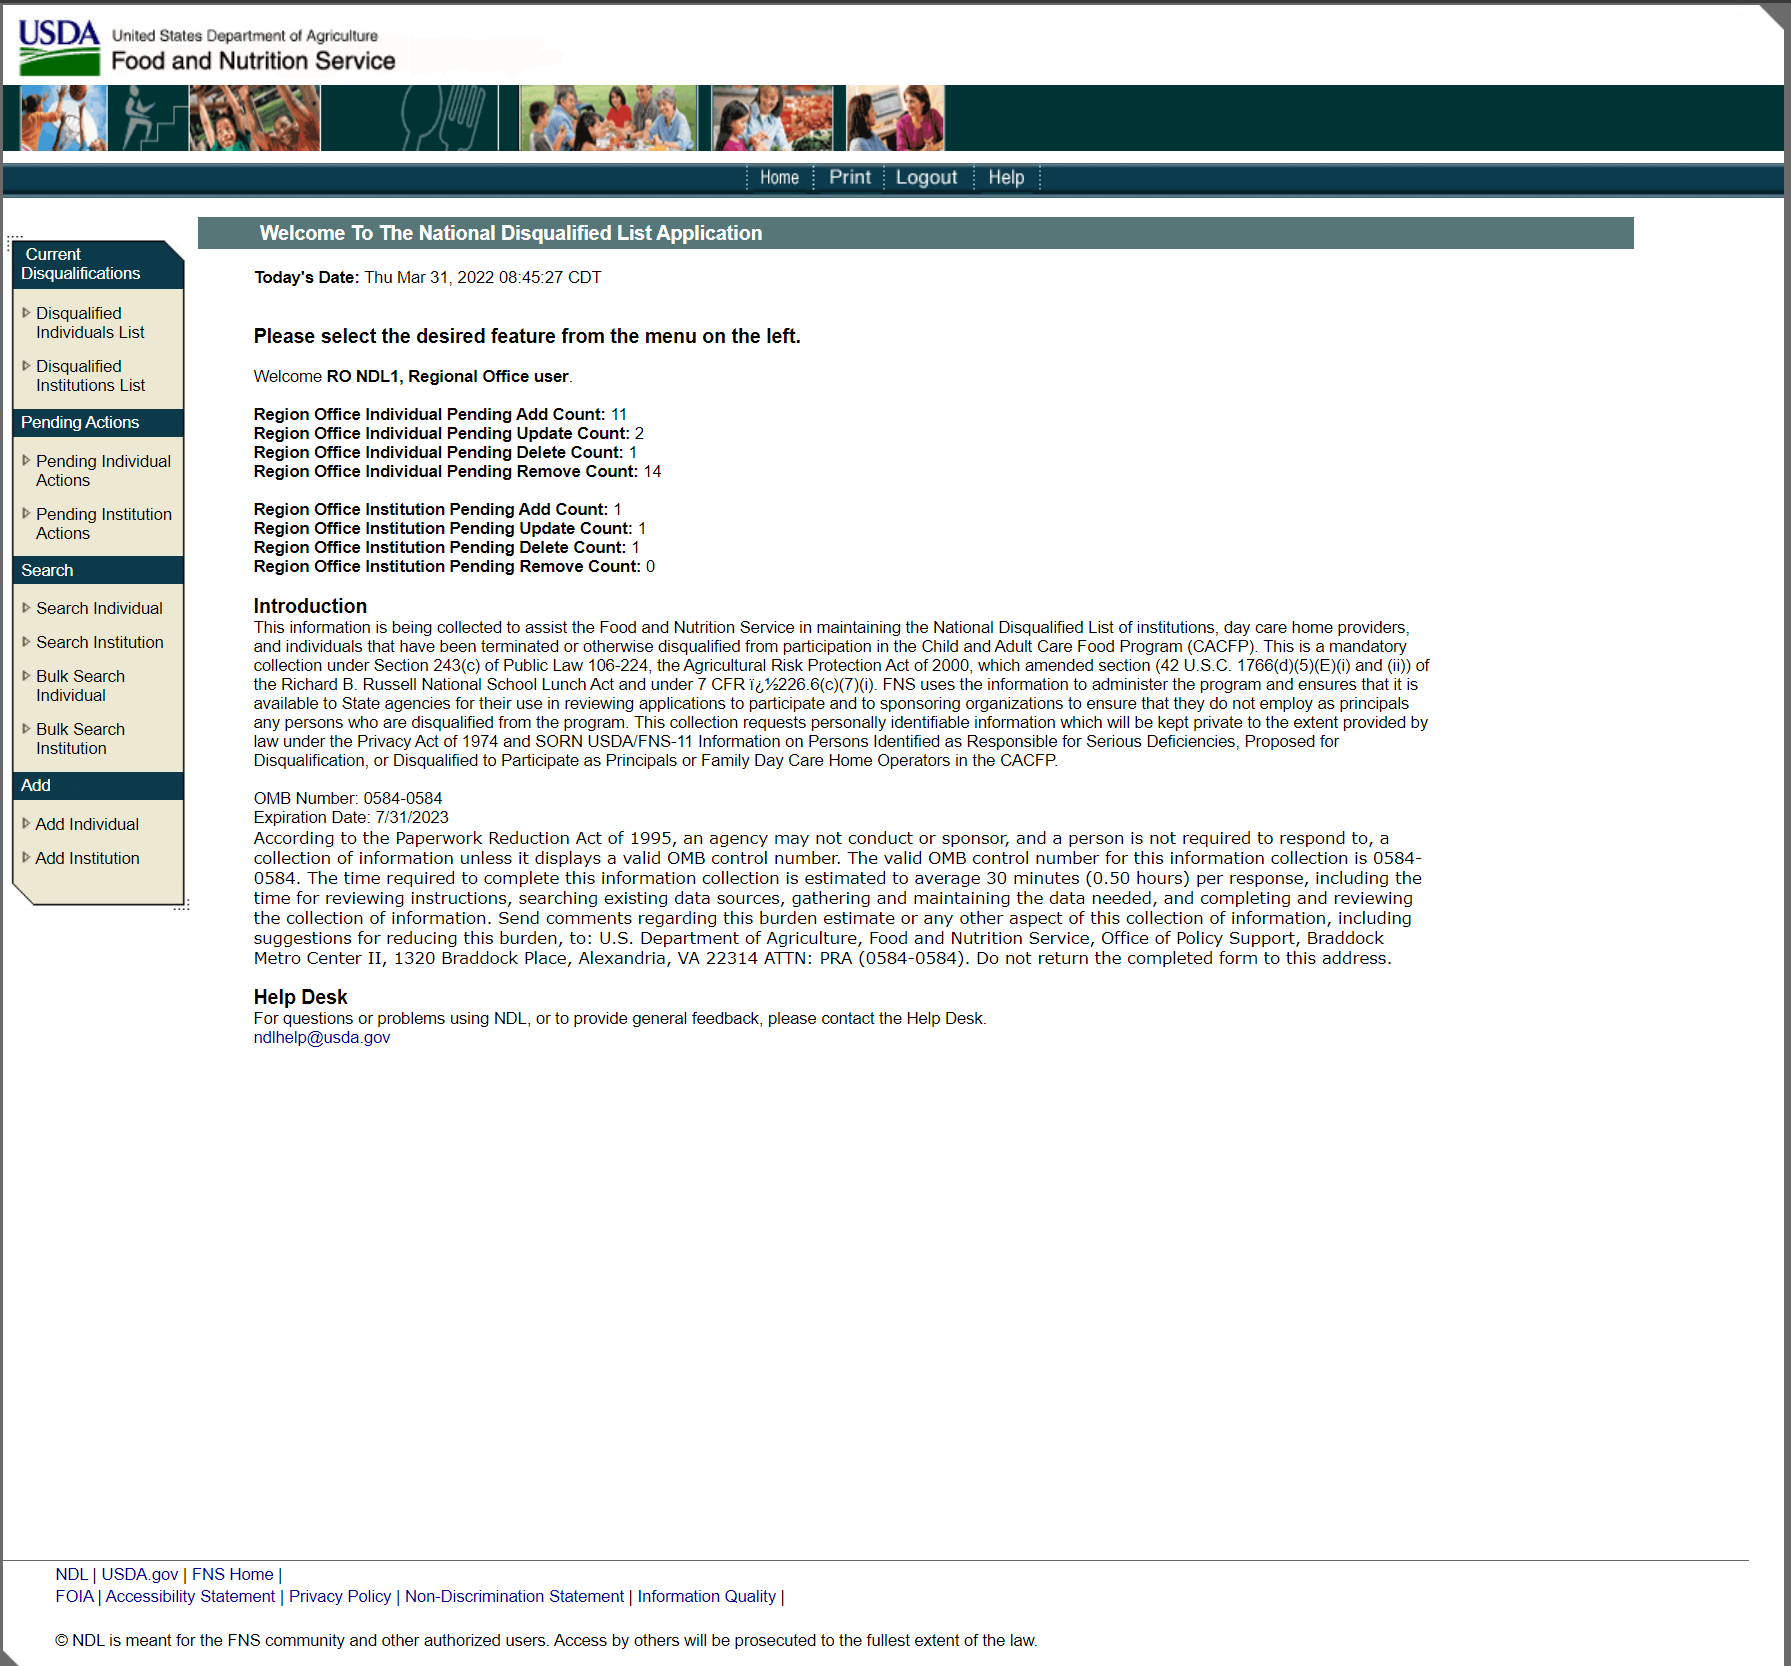 USDA United States Department of Agriculture
Food and Nutrition Service
Home Print Logout Help
Current
Disqualifications
Disqualified
Individuals List
Disqualified
Institutions List
Pending Actions
Pending Individual
Actions
Pending Institution
Actions
Search
Search Individual
Search Institution
Bulk Search
Individual
Bulk Search
Institution
Add
Add Individual
Add Institution
Welcome To The National Disqualified List Application
Today's Date: Thu Mar 31, 2022 08:45:27 CDT
Please select the desired feature from the menu on the left.
Welcome RO NDL1, Regional Office user.
Region Office Individual Pending Add Count: 11
Region Office Individual Pending Update Count: 2
Region Office Individual Pending Delete Count: 1
Region Office Individual Pending Remove Count: 14
Region Office Institution Pending Add Count: 1
Region Office Institution Pending Update Count: 1
Region Office Institution Pending Delete Count: 1
Region Office Institution Pending Remove Count: 0
Introduction
This information is being collected to assist the Food and Nutrition Service in maintaining the National Disqualified List of institutions, day care home providers,
and individuals that have been terminated or otherwise disqualified from participation in the Child and Adult Care Food Program (CACFP). This is a mandatory
collection under Section 243(c) of Public Law 106-224, the Agricultural Risk Protection Act of 2000, which amended section (42 U.S.C. 1766(d)(5)(E)(i) and (ii)) of
the Richard B. Russell National School Lunch Act and under 7 CFR ï¿½226.6(c)(7)(i). FNS uses the information to administer the program and ensures that it is
available to State agencies for their use in reviewing applications to participate and to sponsoring organizations to ensure that they do not employ as principals
any persons who are disqualified from the program. This collection requests personally identifiable information which will be kept private to the extent provided by
law under the Privacy Act of 1974 and SORN USDA/FNS-11 Information on Persons Identified as Responsible for Serious Deficiencies, Proposed for
Disqualification, or Disqualified to Participate as Principals or Family Day Care Home Operators in the CACFP.
OMB Number: 0584-0584
Expiration Date: 7/31/2023
According to the Paperwork Reduction Act of 1995, an agency may not conduct or sponsor, and a person is not required to respond to, a
collection of information unless it displays a valid OMB control number. The valid OMB control number for this information collection is 0584-
0584. The time required to complete this information collection is estimated to average 30 minutes (0.50 hours) per response, including the
time for reviewing instructions, searching existing data sources, gathering and maintaining the data needed, and completing and reviewing
the collection of information. Send comments regarding this burden estimate or any other aspect of this collection of information, including
suggestions for reducing this burden, to: U.S. Department of Agriculture, Food and Nutrition Service, Office of Policy Support, Braddock
Metro Center II, 1320 Braddock Place, Alexandria, VA 22314 ATTN: PRA (0584-0584). Do not return the completed form to this address.
Help Desk
For questions or problems using NDL, or to provide general feedback, please contact the Help Desk.
ndlhelp@usda.gov
NDL | USDA.gov | FNS Home |
FOIA | Accessibility Statement | Privacy Policy | Non-Discrimination Statement | Information Quality |
© NDL is meant for the FNS community and other authorized users. Access by others will be prosecuted to the fullest extent of the law.